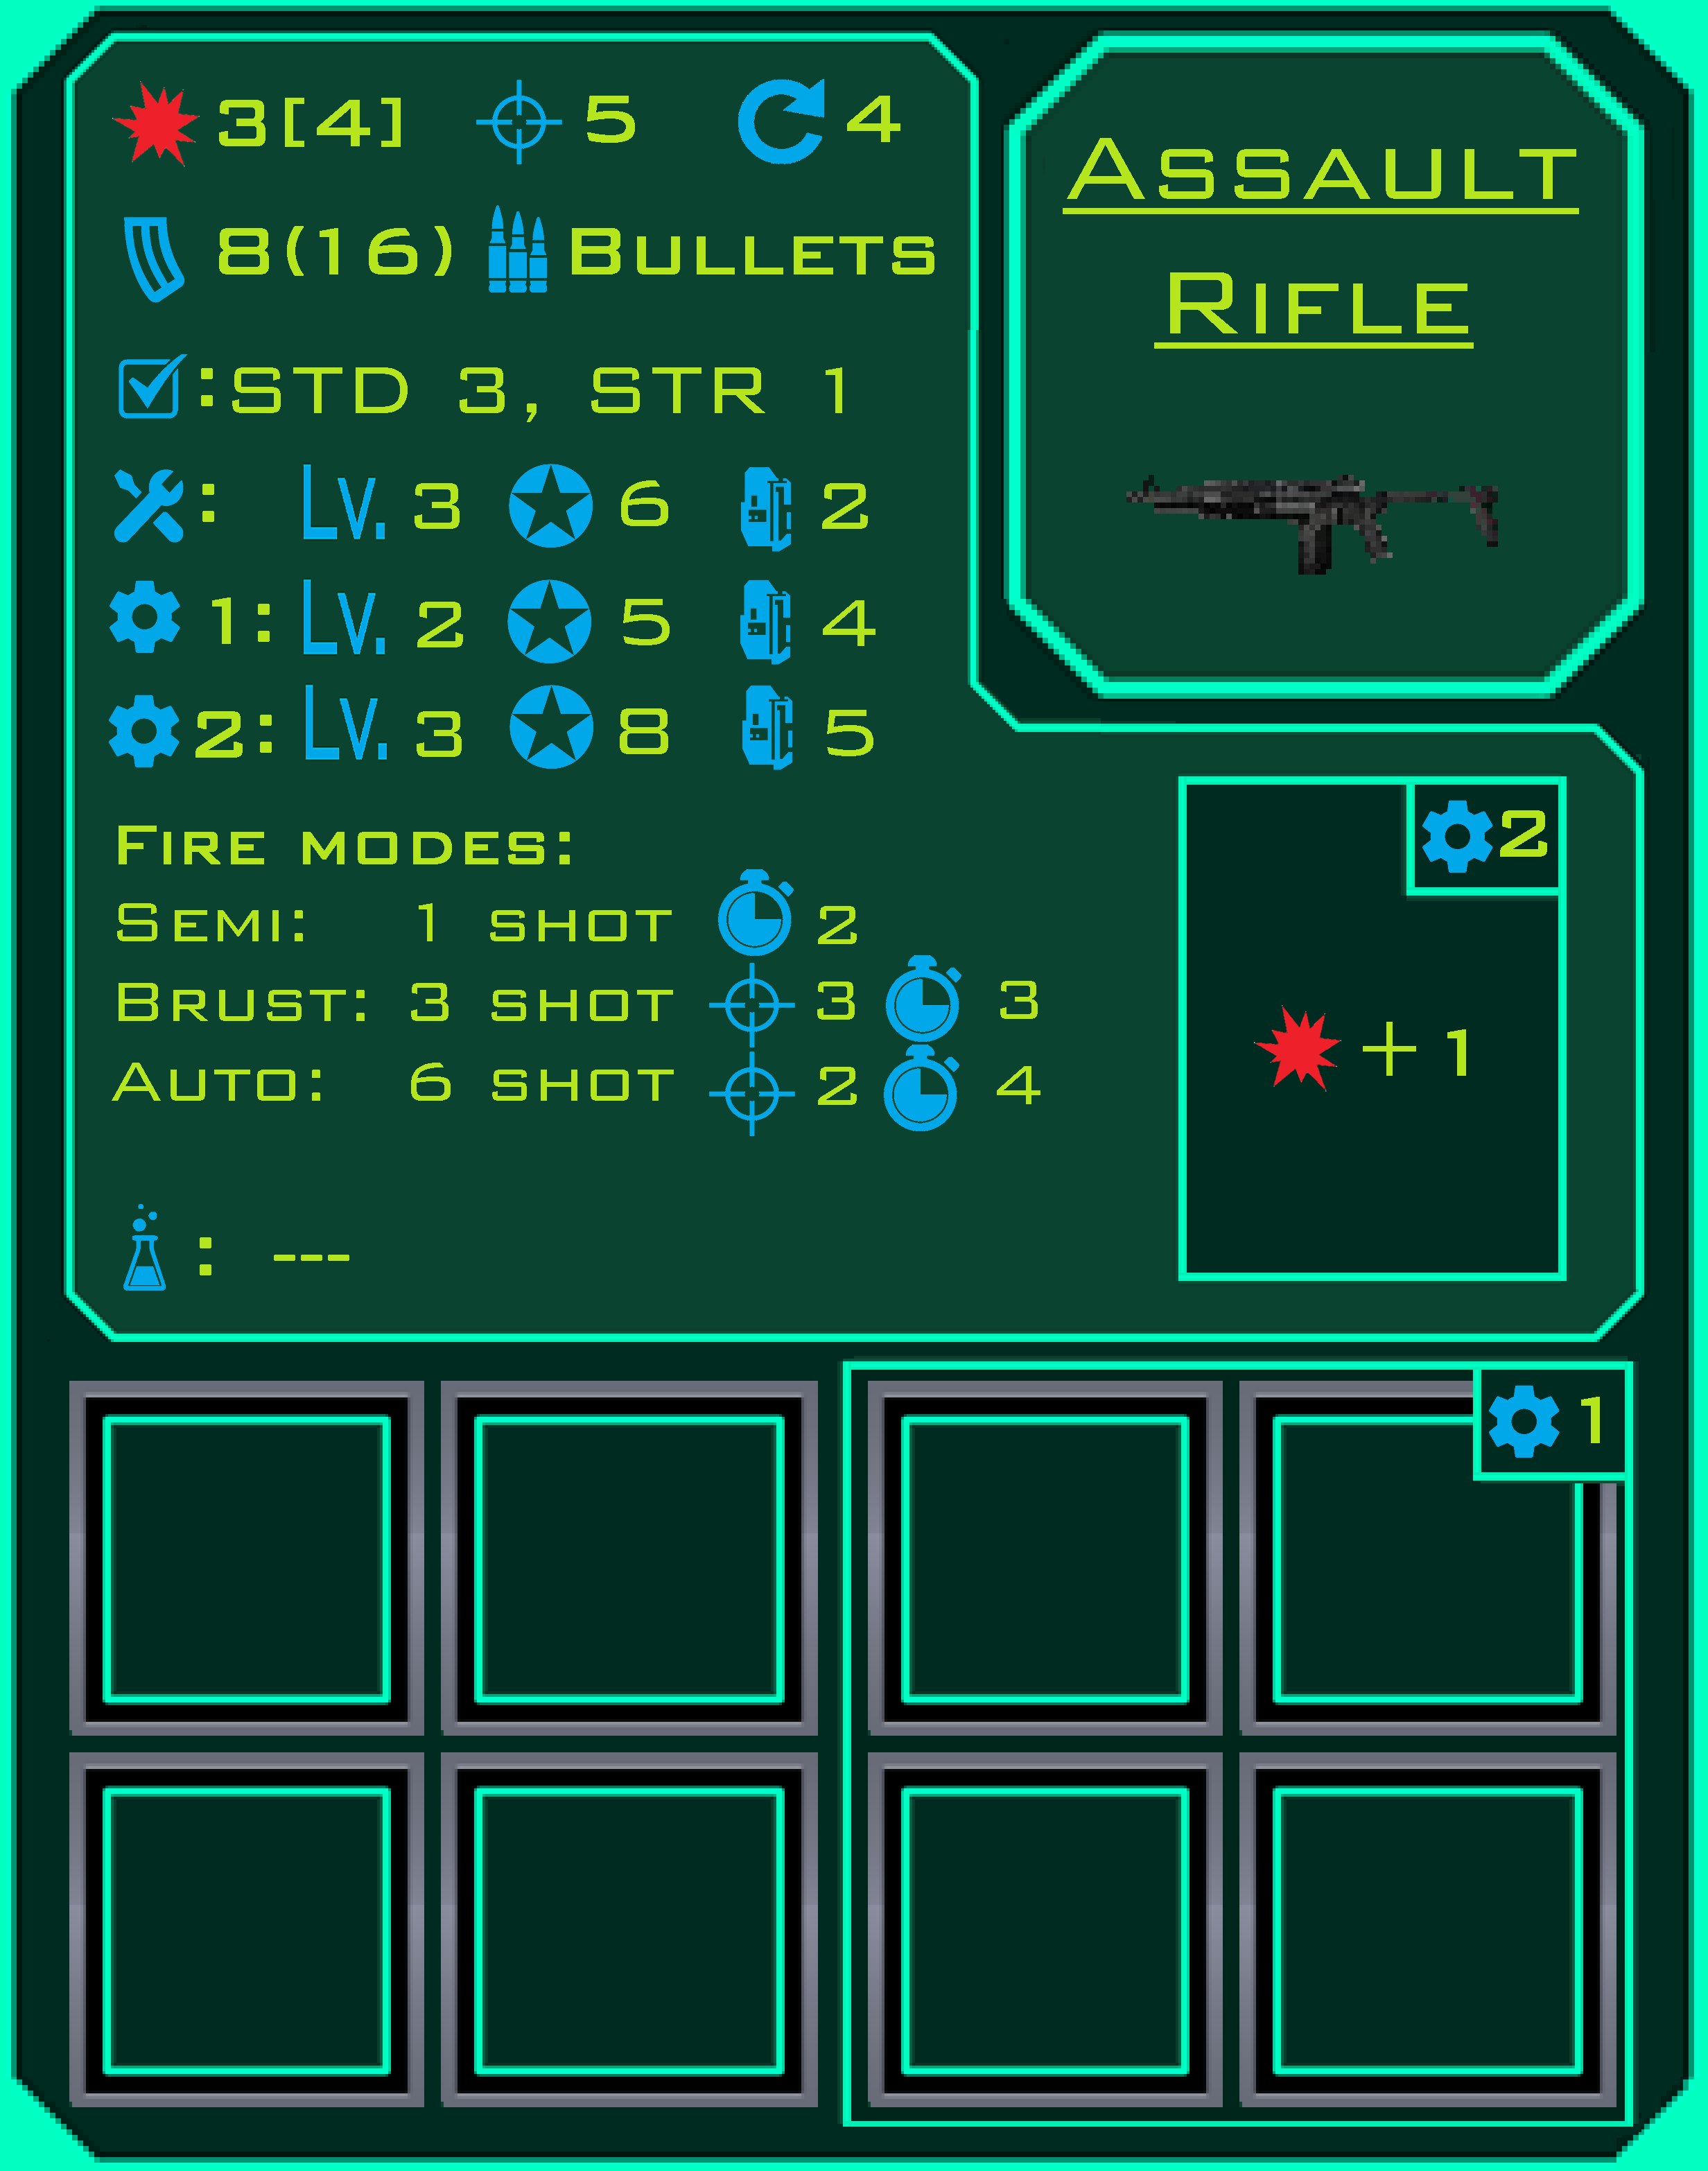 3[4] 5 4
8(16) Bullets
:STD 3, STR 1
: Lv. 3 6 2
1: Lv. 2 5 4
2: Lv. 3 8 5
Fire modes:
Semi: 1 shot 2
Brust: 3 shot 3 3
Auto: 6 shot 2 4
: ---
Assault
Rifle
2
+ 1
1